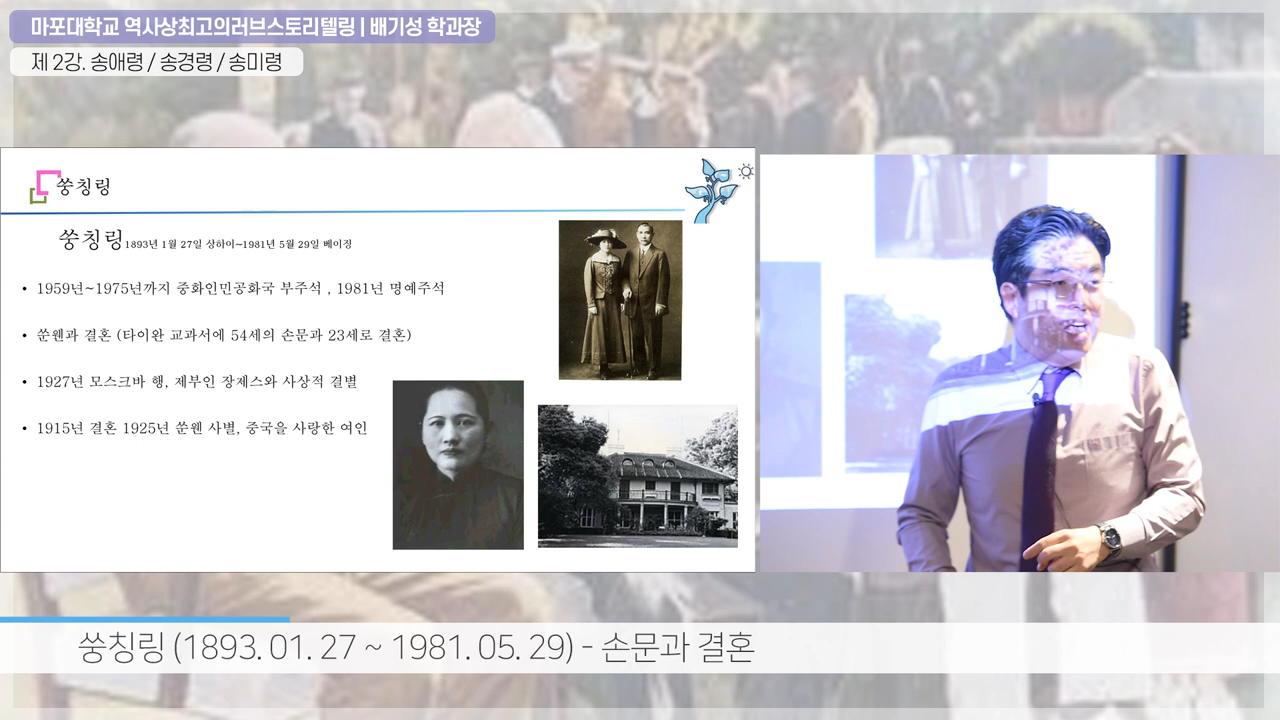 마포대학교 역사상최고의러브스토리텔링 | 배기성 학과장
제 2강. 송애령 / 송경령 / 송미령
쑹칭링
쑹칭링1893년 1월 27일 상하이~1981년 5월 29일 베이징
• 1959년~1975년까지 중화인민공화국 부주석 , 1981년 명예주석
• 쑨웬과 결혼 (타이완 교과서에 54세의 손문과 23세로 결혼)
• 1927년 모스크바 행, 제부인 장제스와 사상적 결별
• 1915년 결혼 1925년 쑨웬 사별, 중국을 사랑한 여인
쑹칭링 (1893. 01. 27 ~ 1981. 05. 29) - 손문과 결혼